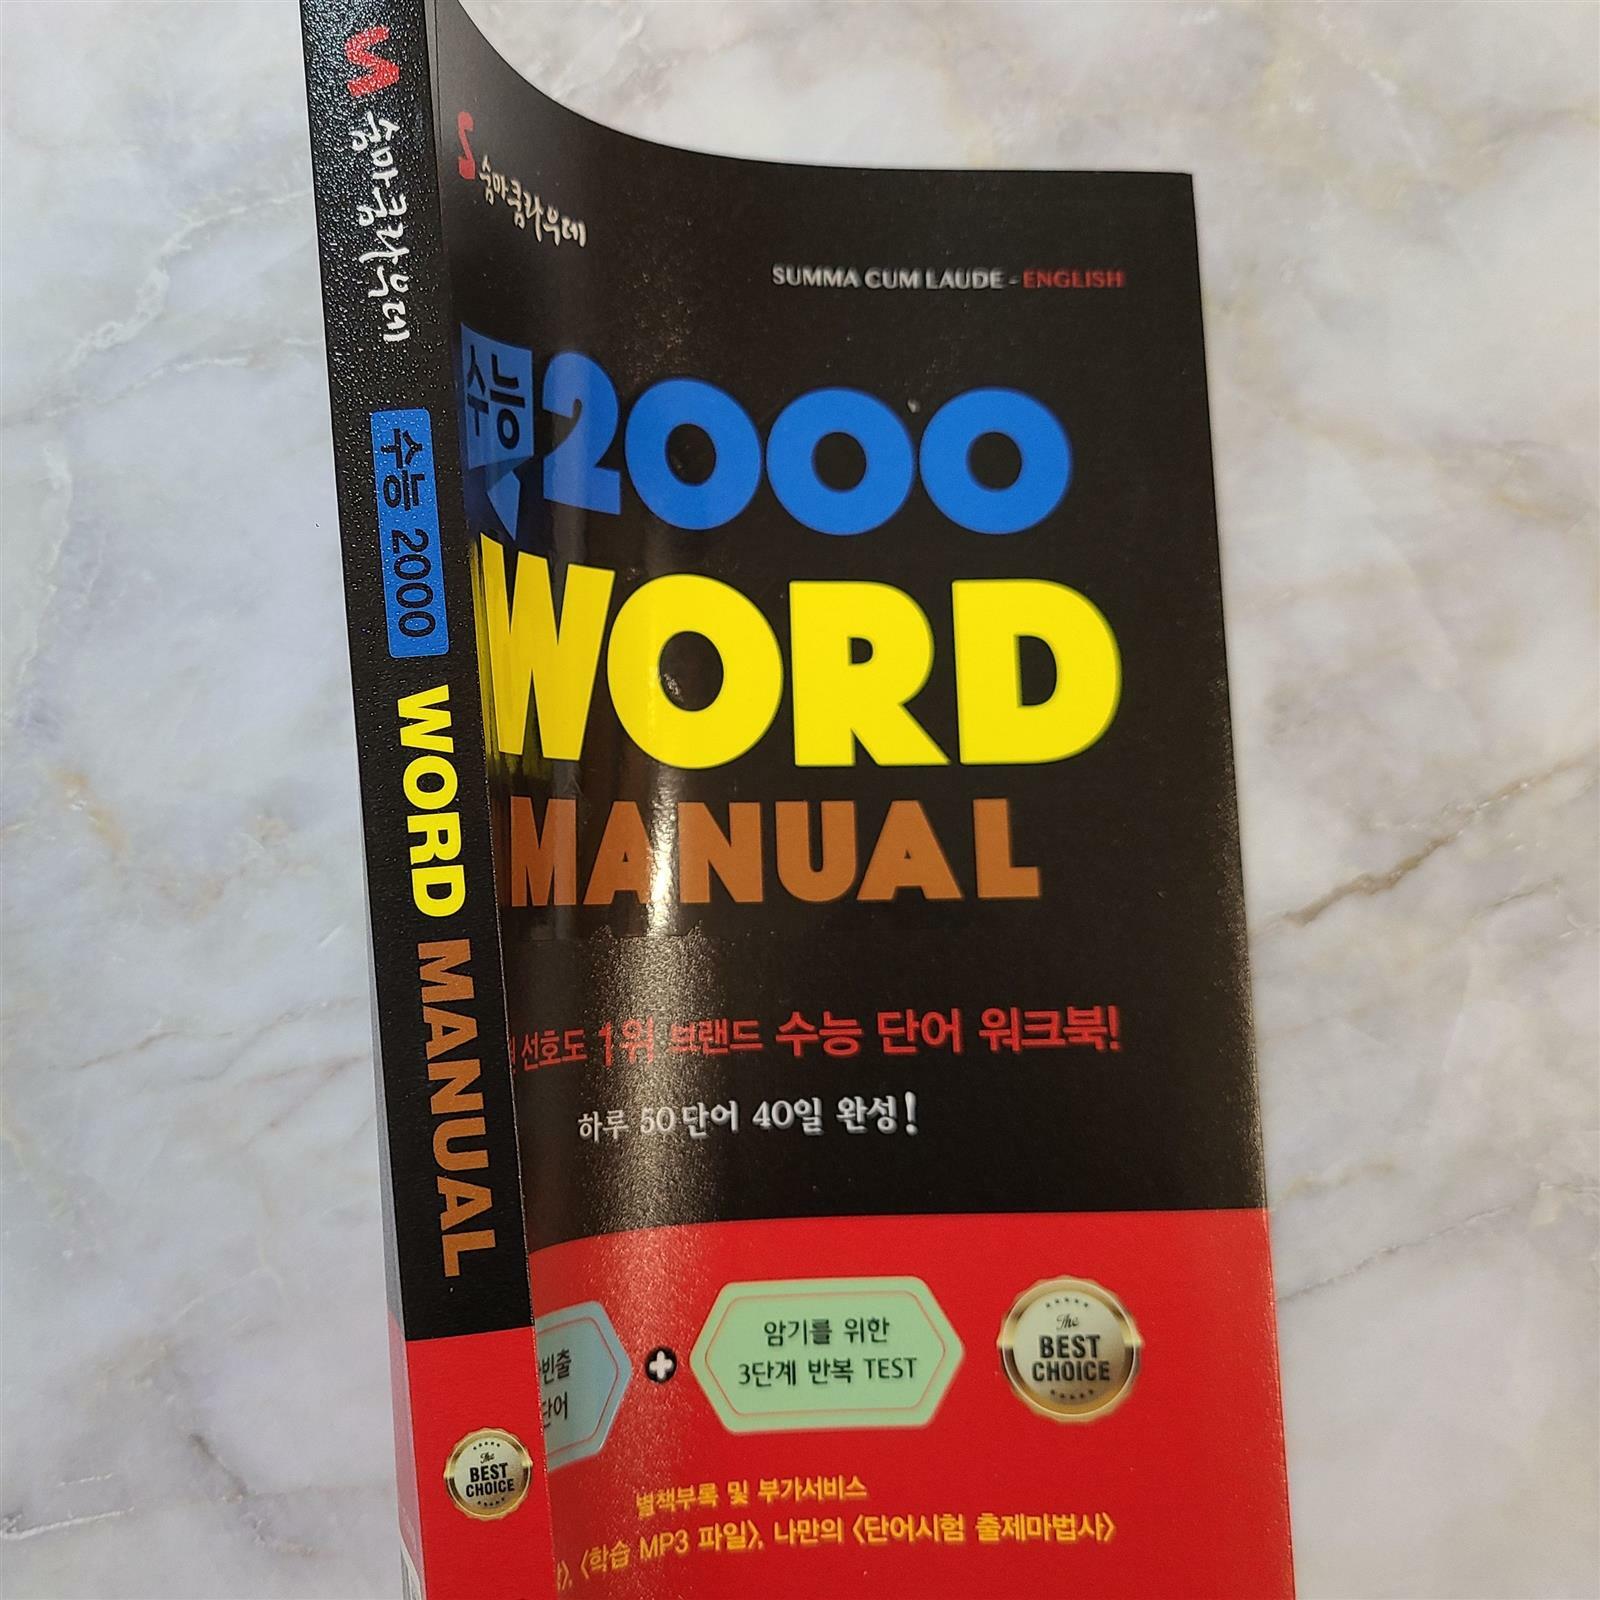 숨마쿰라우데
수능 2000 WORD MANUAL
The
BEST
CHOICE
숨마쿰라우데
SUMMA CUM LAUDE - ENGLISH
수능 2000
WORD
MANUAL
선호도 1위 브랜드 수능 단어 워크북!
하루 50단어 40일 완성!
암기를 위한
3단계 반복 TEST
The
BEST
CHOICE
별책부록 및 부가서비스
〈학습 MP3 파일〉, 나만의 〈단어시험 출제마법사〉